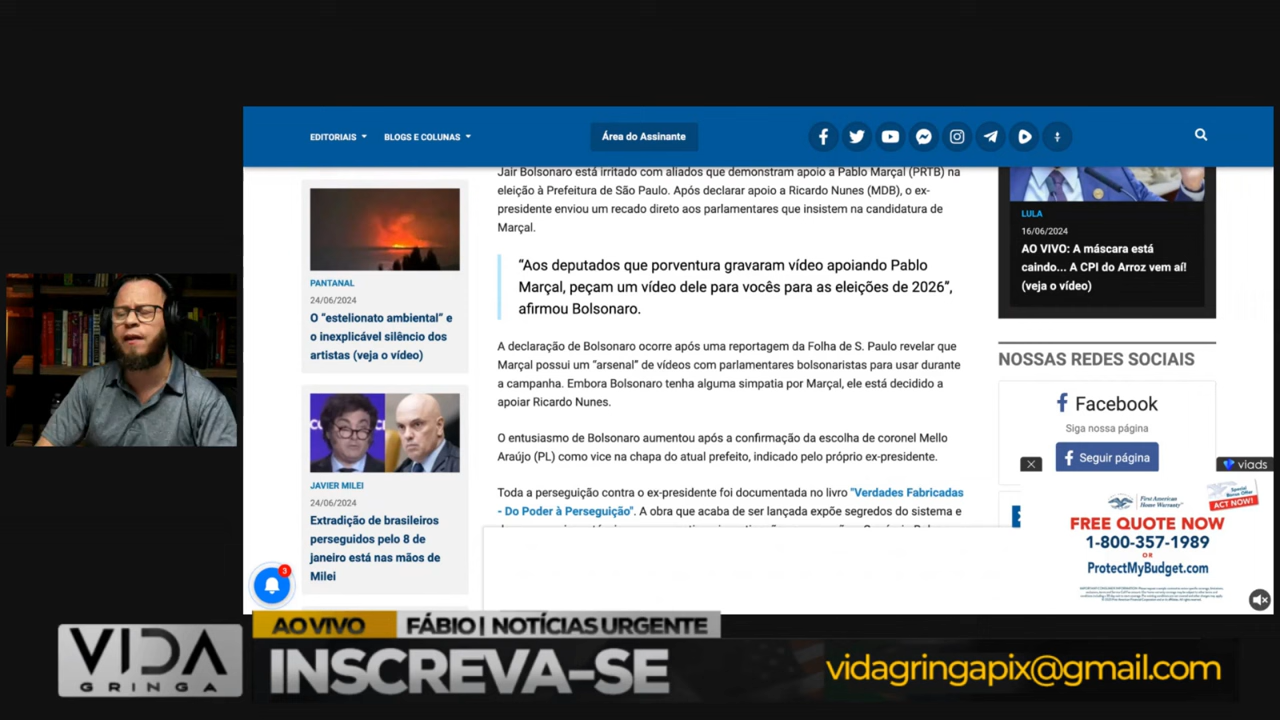 EDITORIAIS
BLOGS E COLUNAS
Área do Assinante
PANTANAL
24/06/2024
O “estelionato ambiental” e
o inexplicável silêncio dos
artistas (veja o vídeo)
JAVIER MILEI
24/06/2024
Extradição de brasileiros
perseguidos pelo 8 de
janeiro está nas mãos de
Milei
3
Jair Bolsonaro está irritado com aliados que demonstram apoio a Pablo Marçal (PRTB) na
eleição à Prefeitura de São Paulo. Após declarar apoio a Ricardo Nunes (MDB), o ex-
presidente enviou um recado direto aos parlamentares que insistem na candidatura de
Marçal.
“Aos deputados que porventura gravaram vídeo apoiando Pablo
Marçal, peçam um vídeo dele para vocês para as eleições de 2026”,
afirmou Bolsonaro.
A declaração de Bolsonaro ocorre após uma reportagem da Folha de S. Paulo revelar que
Marçal possui um “arsenal” de vídeos com parlamentares bolsonaristas para usar durante
a campanha. Embora Bolsonaro tenha alguma simpatia por Marçal, ele está decidido a
apoiar Ricardo Nunes.
O entusiasmo de Bolsonaro aumentou após a confirmação da escolha de coronel Mello
Araújo (PL) como vice na chapa do atual prefeito, indicado pelo próprio ex-presidente.
Toda a perseguição contra o ex-presidente foi documentada no livro "Verdades Fabricadas
- Do Poder à Perseguição". A obra que acaba de ser lançada expõe segredos do sistema e
LULA
16/06/2024
AO VIVO: A máscara está
caindo... A CPI do Arroz vem aí!
(veja o vídeo)
NOSSAS REDES SOCIAIS
Facebook
Siga nossa página
Seguir página
viads
First American
Home Warranty
Special
Bonus Offer
ACT NOW!
FREE QUOTE NOW
1-800-357-1989
OR
ProtectMyBudget.com
AO VIVO
FÁBIO | NOTÍCIAS URGENTE
VIDA
GRINGA
INSCREVA-SE
vidagringapix@gmail.com